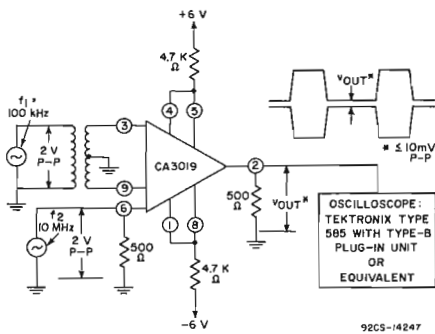 +6 V
4.7 K
Ω
4
5
f1,
100 kHz
2 V
P-P
3
9
6
CA3019
2
f2
10 MHz
2 V
P-P
500
Ω
1
8
4.7 K
Ω
-6 V
500
Ω
VOUT*
VOUT*
* ≤ 10mV
P-P
OSCILLOSCOPE:
TEKTRONIX TYPE
585 WITH TYPE-B
PLUG-IN UNIT
OR
EQUIVALENT
92CS-14247